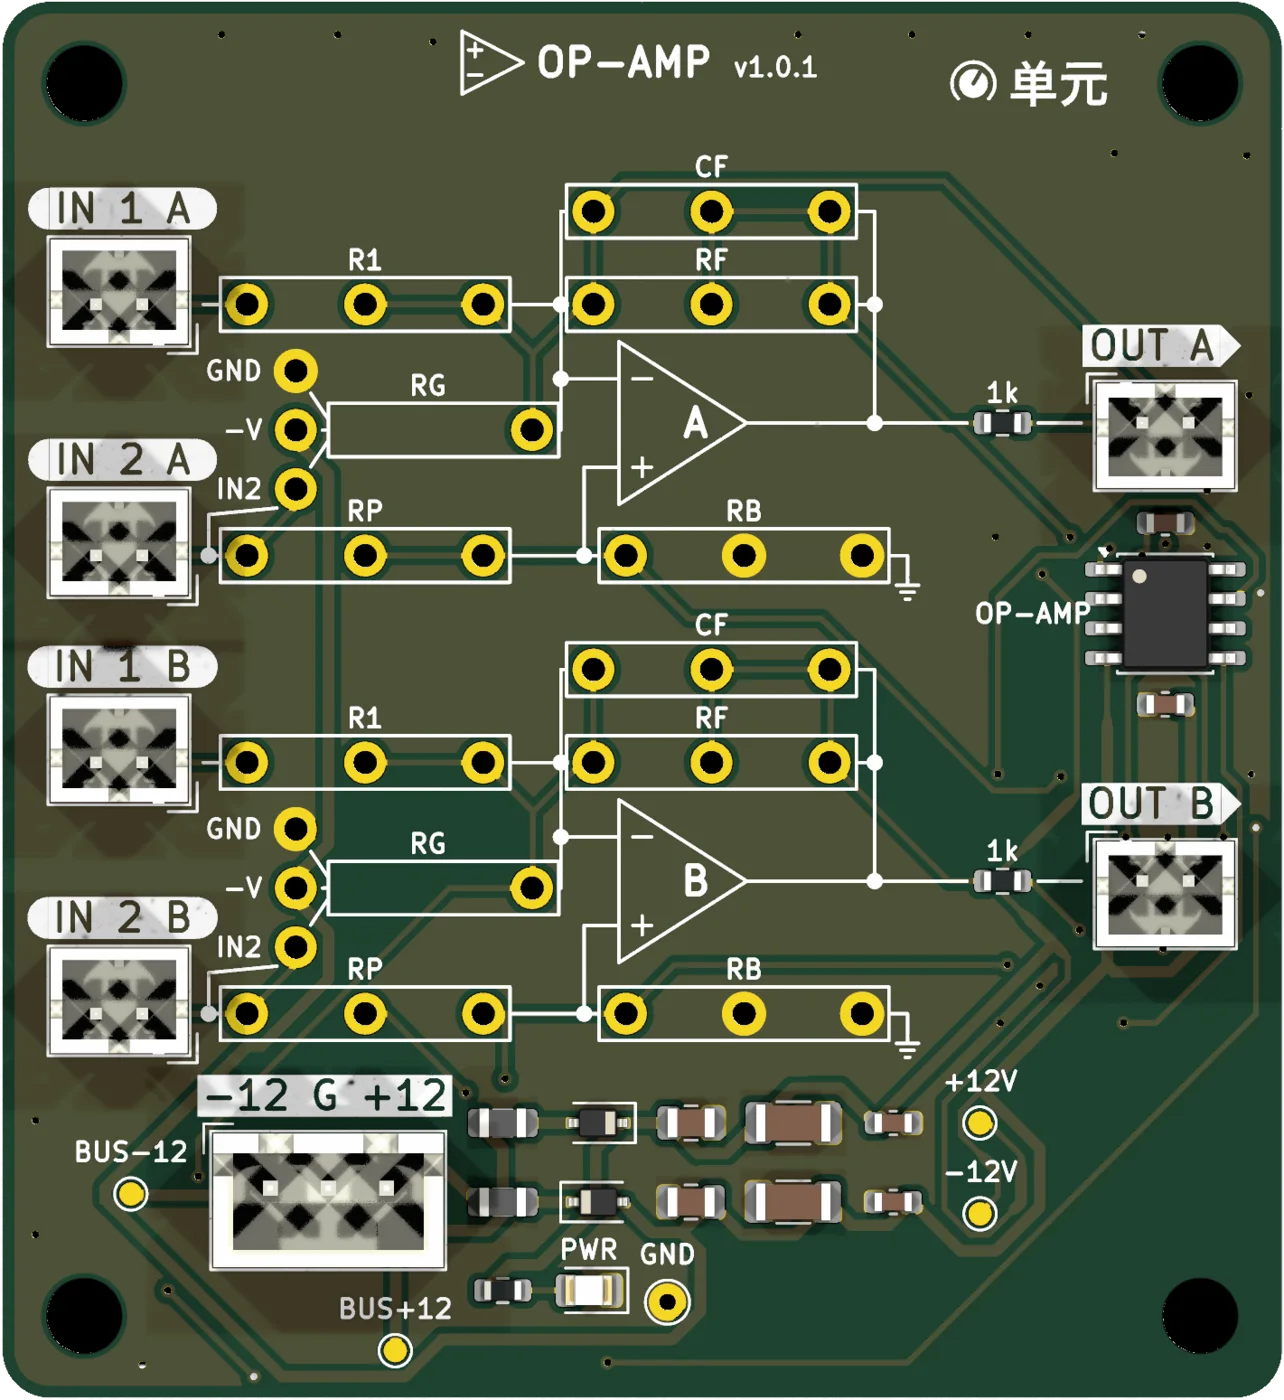 OP-AMP v1.0.1
单元
CF
IN 1 A
R1
RF
GND
RG
OUT A
-V
1k
A
IN 2 A
IN2
RP
RB
OP-AMP
CF
IN 1 B
R1
RF
GND
RG
OUT B
-V
1k
B
IN 2 B
IN2
RP
RB
-12 G +12
+12V
BUS-12
-12V
PWR
GND
BUS+12